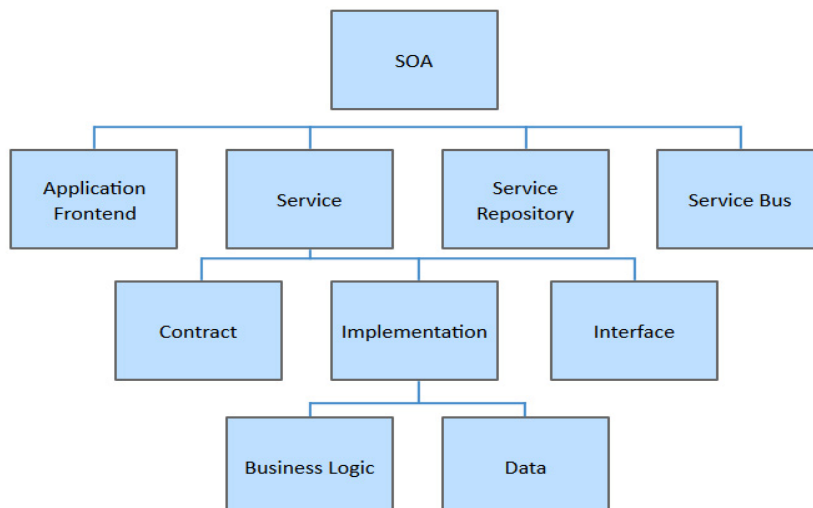 SOA
Application
Frontend
Service
Service
Repository
Service Bus
Contract
Implementation
Interface
Business Logic
Data